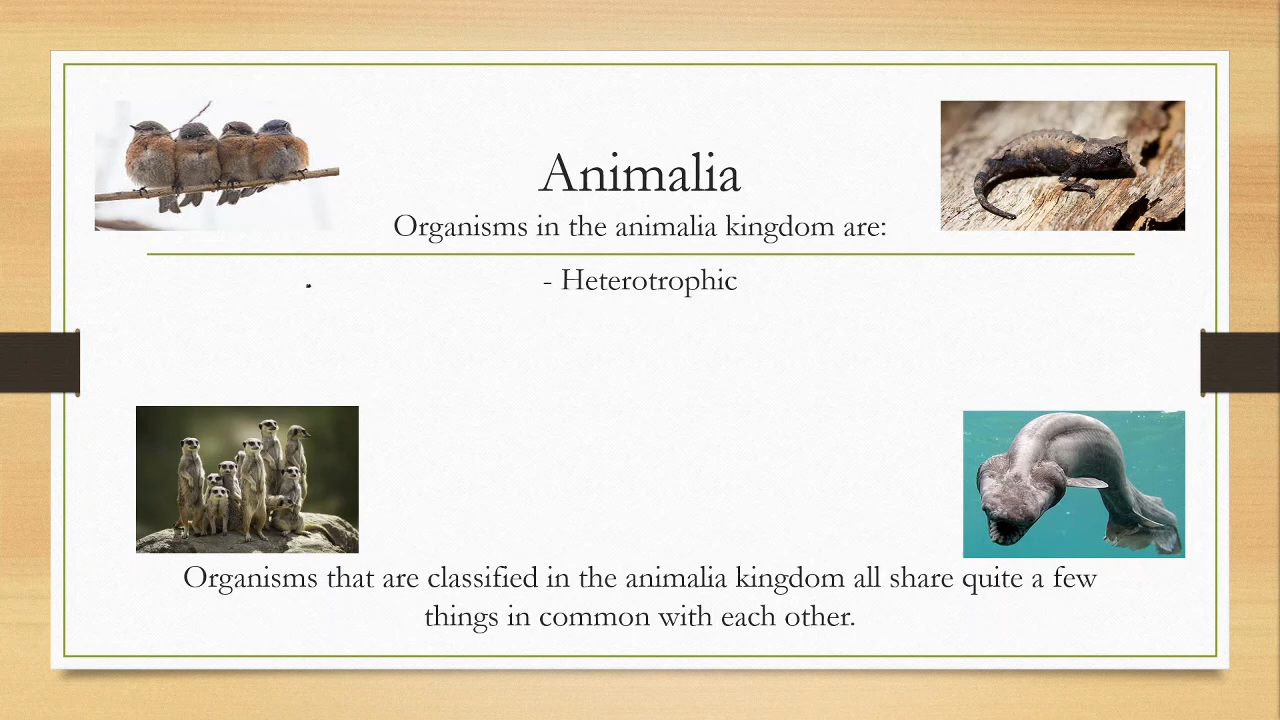 Animalia
Organisms in the animalia kingdom are:
- Heterotrophic
Organisms that are classified in the animalia kingdom all share quite a few
things in common with each other.